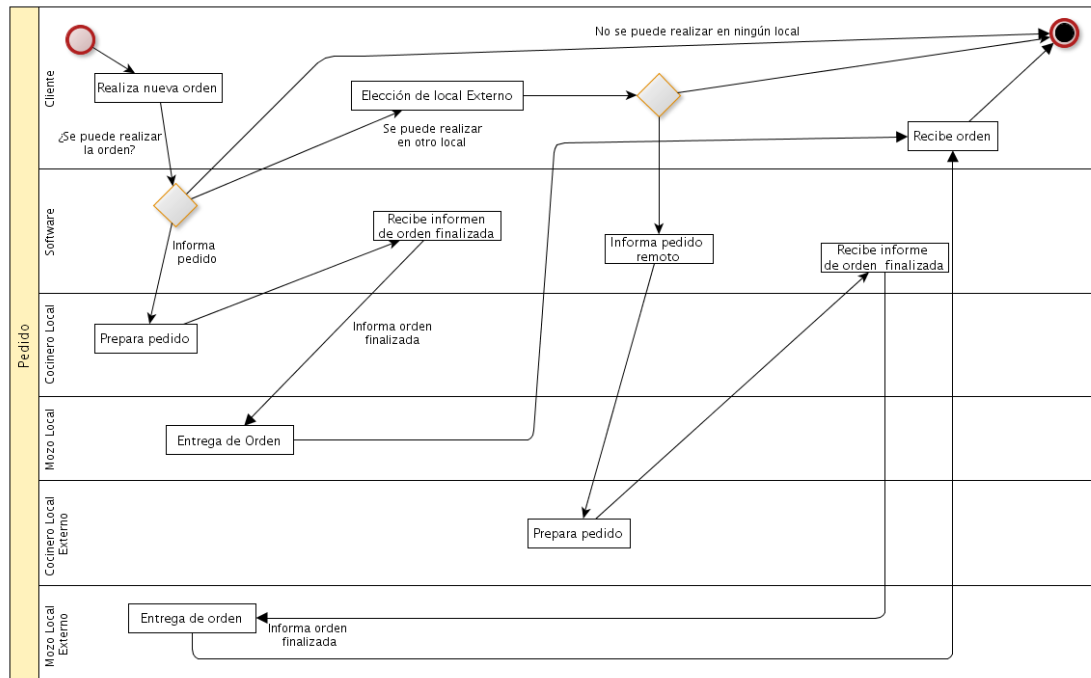 Pedido
Cliente
No se puede realizar en ningún local
Realiza nueva orden
Elección de local Externo
¿Se puede realizar
la orden?
Se puede realizar
en otro local
Recibe orden
Software
Informa
pedido
Recibe informen
de orden finalizada
Informa pedido
remoto
Recibe informe
de orden finalizada
Cocinero Local
Prepara pedido
Informa orden
finalizada
Mozo Local
Entrega de Orden
Cocinero Local
Externo
Prepara pedido
Mozo Local
Externo
Entrega de orden
Informa orden
finalizada